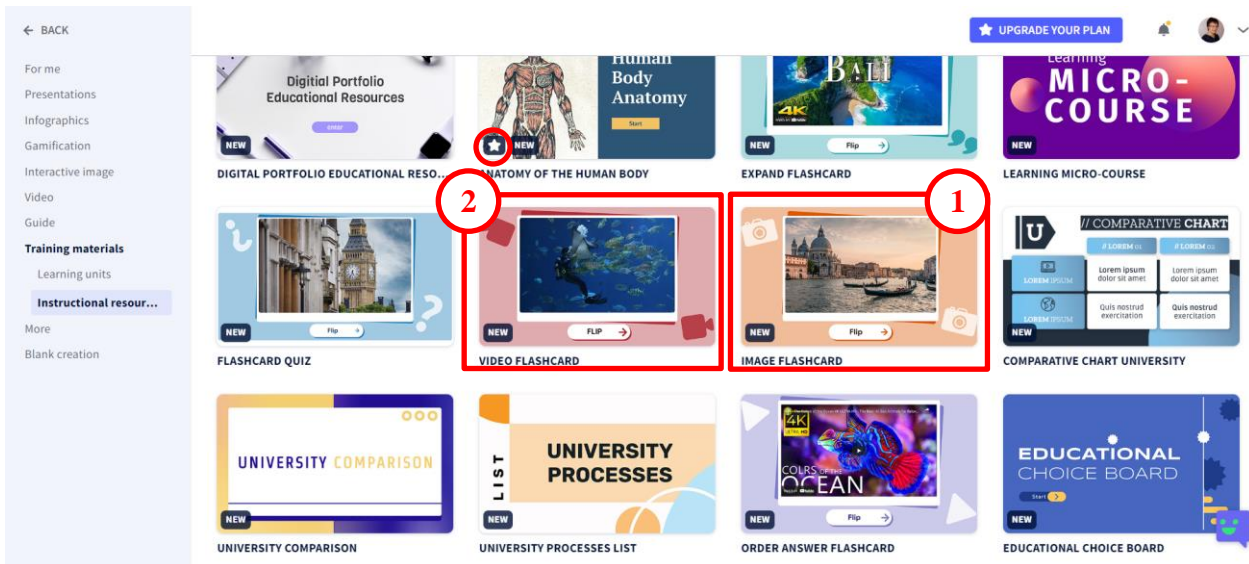 ← BACK
UPGRADE YOUR PLAN
For me
Presentations
Infographics
Gamification
Interactive image
Video
Guide
Training materials
Learning units
Instructional resour...
More
Blank creation
Digitial Portfolio
Educational Resources
enter
NEW
DIGITAL PORTFOLIO EDUCATIONAL RESO...
Human
Body
Anatomy
Start
NEW
ANATOMY OF THE HUMAN BODY
BALI
4K
NEW
Flip
EXPAND FLASHCARD
Learning
MICRO-
COURSE
NEW
LEARNING MICRO-COURSE
NEW
Flip
FLASHCARD QUIZ
2
NEW
FLIP
VIDEO FLASHCARD
1
NEW
Flip
IMAGE FLASHCARD
U
// COMPARATIVE CHART
// LOREM 01
// LOREM 02
LOREM IPSUM
Lorem ipsum
dolor sit amet
Lorem ipsum
dolor sit amet
LOREM IPSUM
Quis nostrud
exercitation
Quis nostrud
exercitation
NEW
COMPARATIVE CHART UNIVERSITY
UNIVERSITY COMPARISON
NEW
UNIVERSITY COMPARISON
LIST
UNIVERSITY
PROCESSES
NEW
UNIVERSITY PROCESSES LIST
4K
ULTRA HD
COLRS OF THE
OCEAN
NEW
Flip
ORDER ANSWER FLASHCARD
EDUCATIONAL
CHOICE BOARD
Start
NEW
EDUCATIONAL CHOICE BOARD